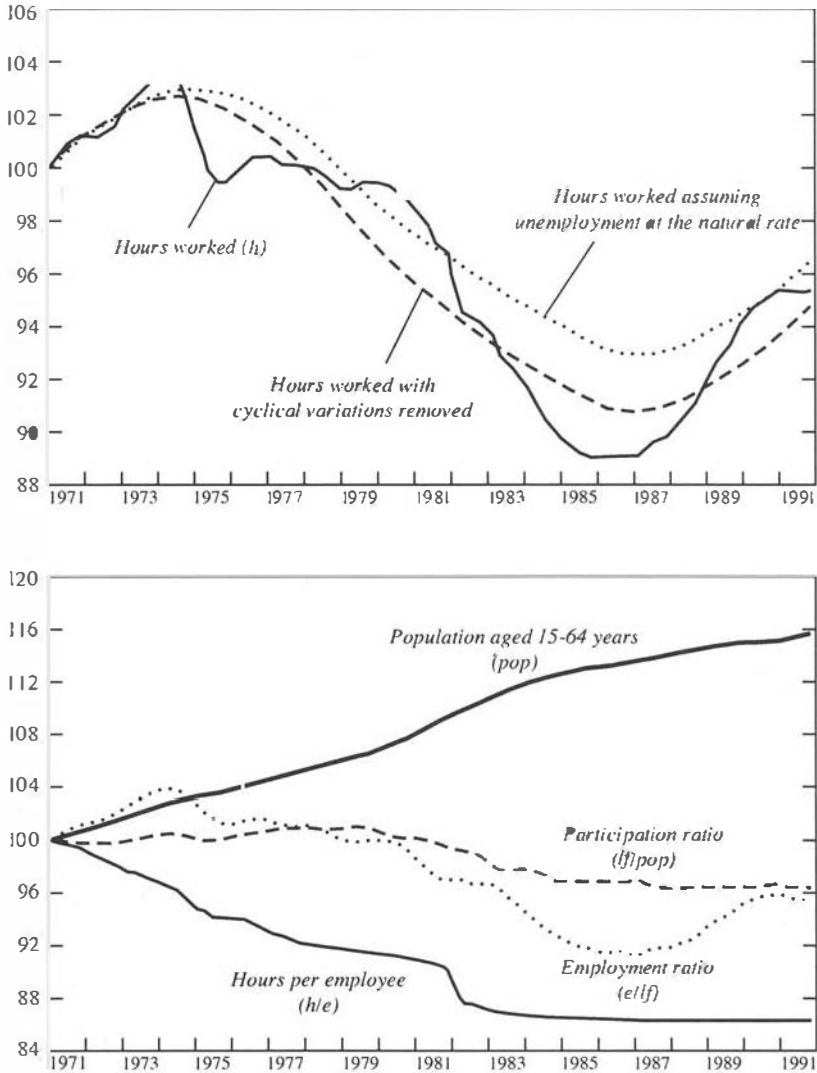 106
104
102
100
98
96
94
92
90
88
Hours worked (h)
Hours worked assuming
unemployment at the natural rate
Hours worked with
cyclical variations removed
1971 1973 1975 1977 1979 1981 1983 1985 1987 1989 1991
120
116
112
108
104
100
96
92
88
84
Population aged 15-64 years
(pop)
Participation ratio
(lf/pop)
Hours per employee
(h/e)
Employment ratio
(e/lf)
1971 1973 1975 1977 1979 1981 1983 1985 1987 1989 1991